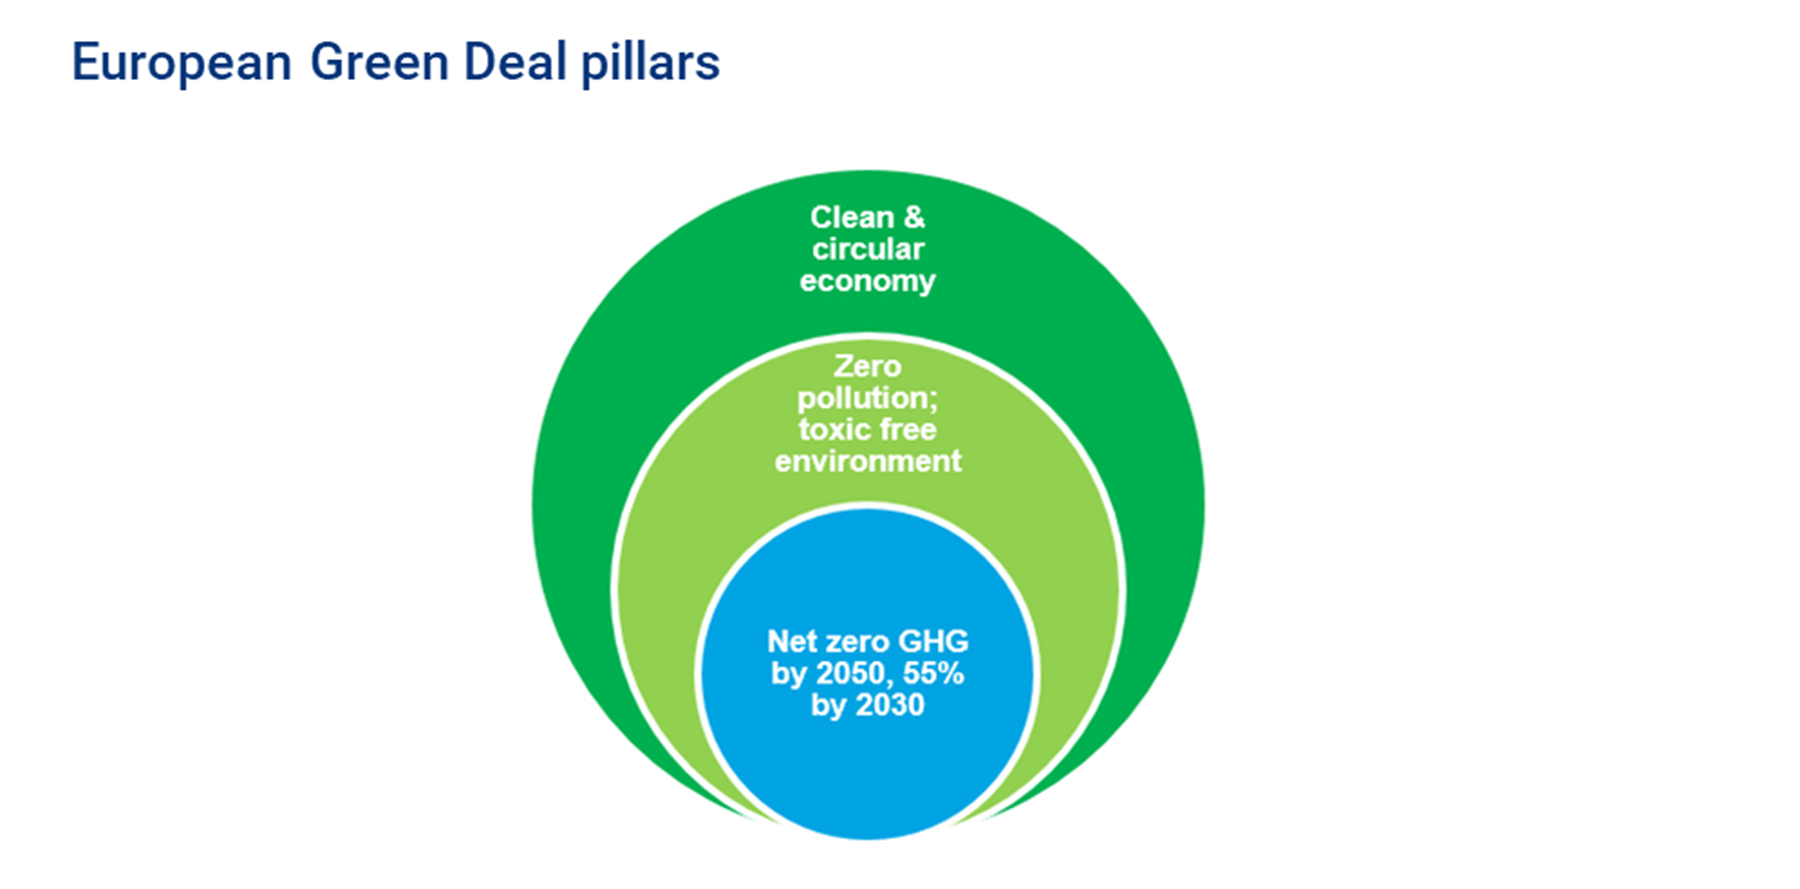 European Green Deal pillars
Clean &
circular
economy
Zero
pollution;
toxic free
environment
Net zero GHG
by 2050, 55%
by 2030